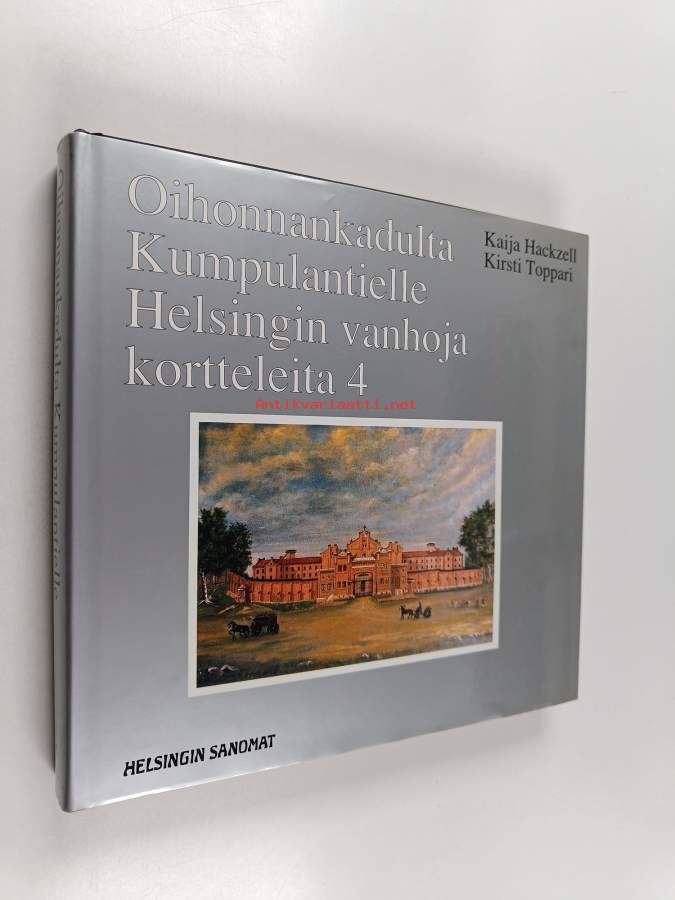 Oihonnankadulta
Kumpulantielle
Helsingin vanhoja
kortteleita 4
Kaija Hackzell
Kirsti Toppari
Antikvariaatti.net
HELSINGIN SANOMAT
Oihonnankadulta Kumpulantielle